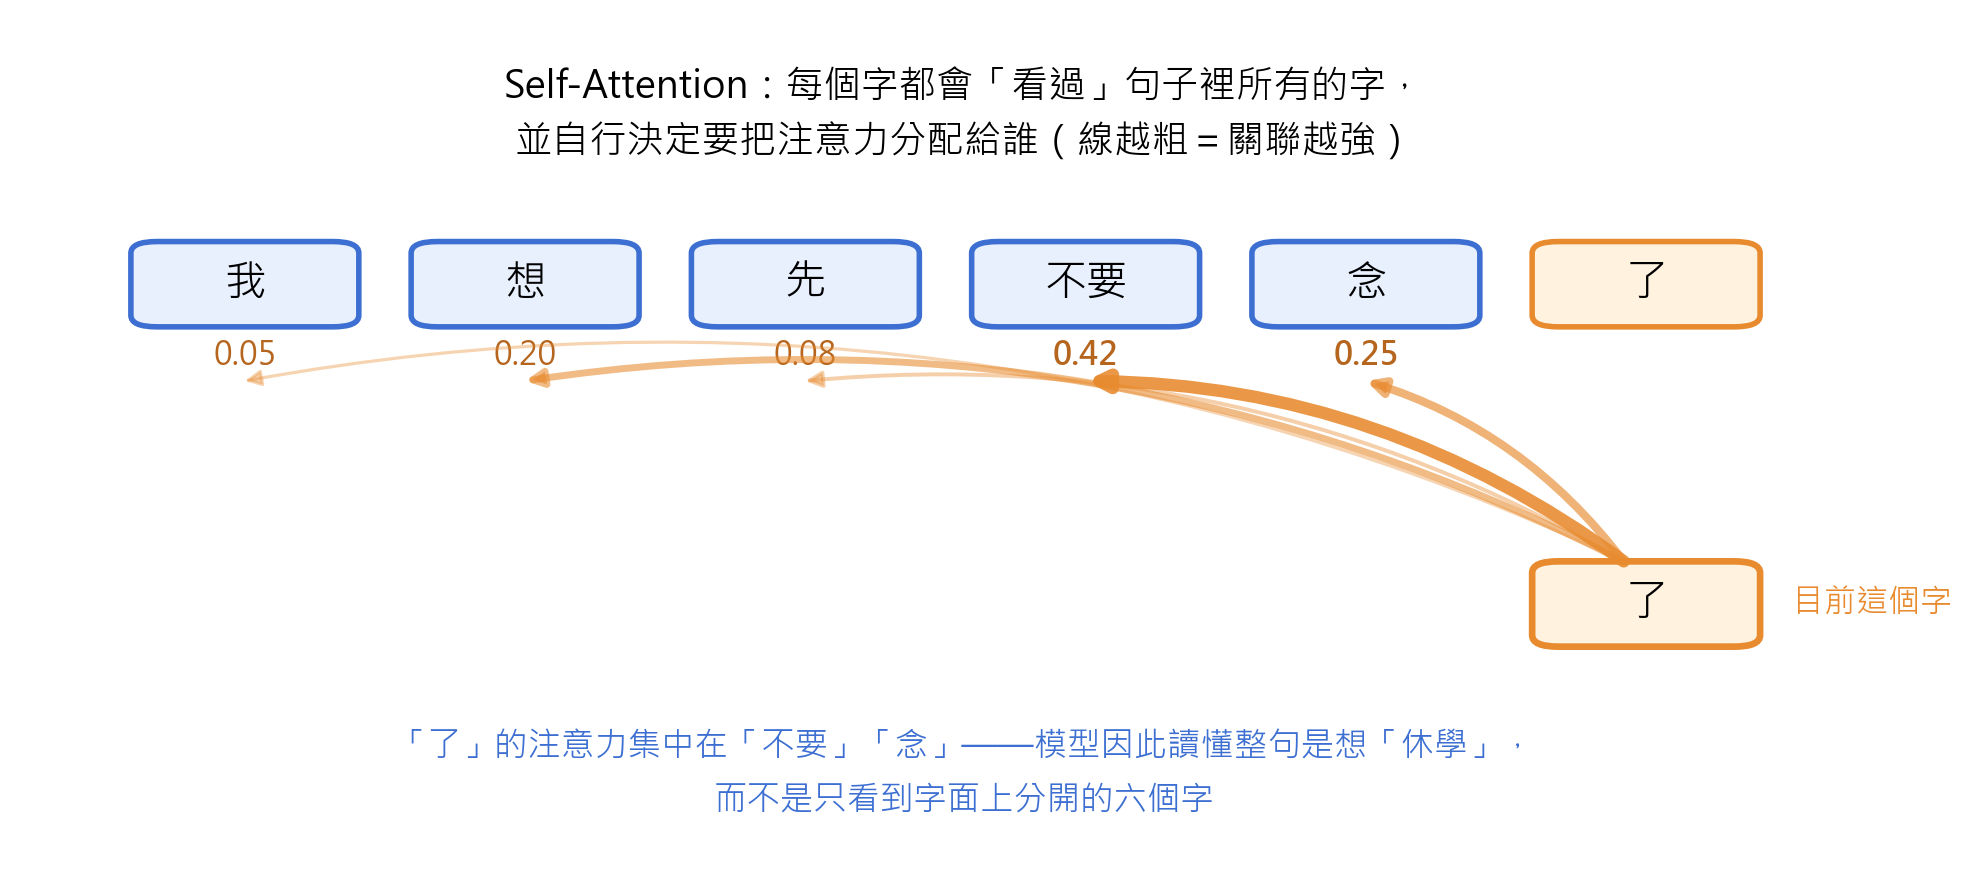 Self-Attention：每個字都會「看過」句子裡所有的字，
並自行決定要把注意力分配給誰（線越粗＝關聯越強）
我 想 先 不要 念 了
0.05 0.20 0.08 0.42 0.25
了 目前這個字
「了」的注意力集中在「不要」「念」——模型因此讀懂整句是想「休學」，
而不是只看到字面上分開的六個字